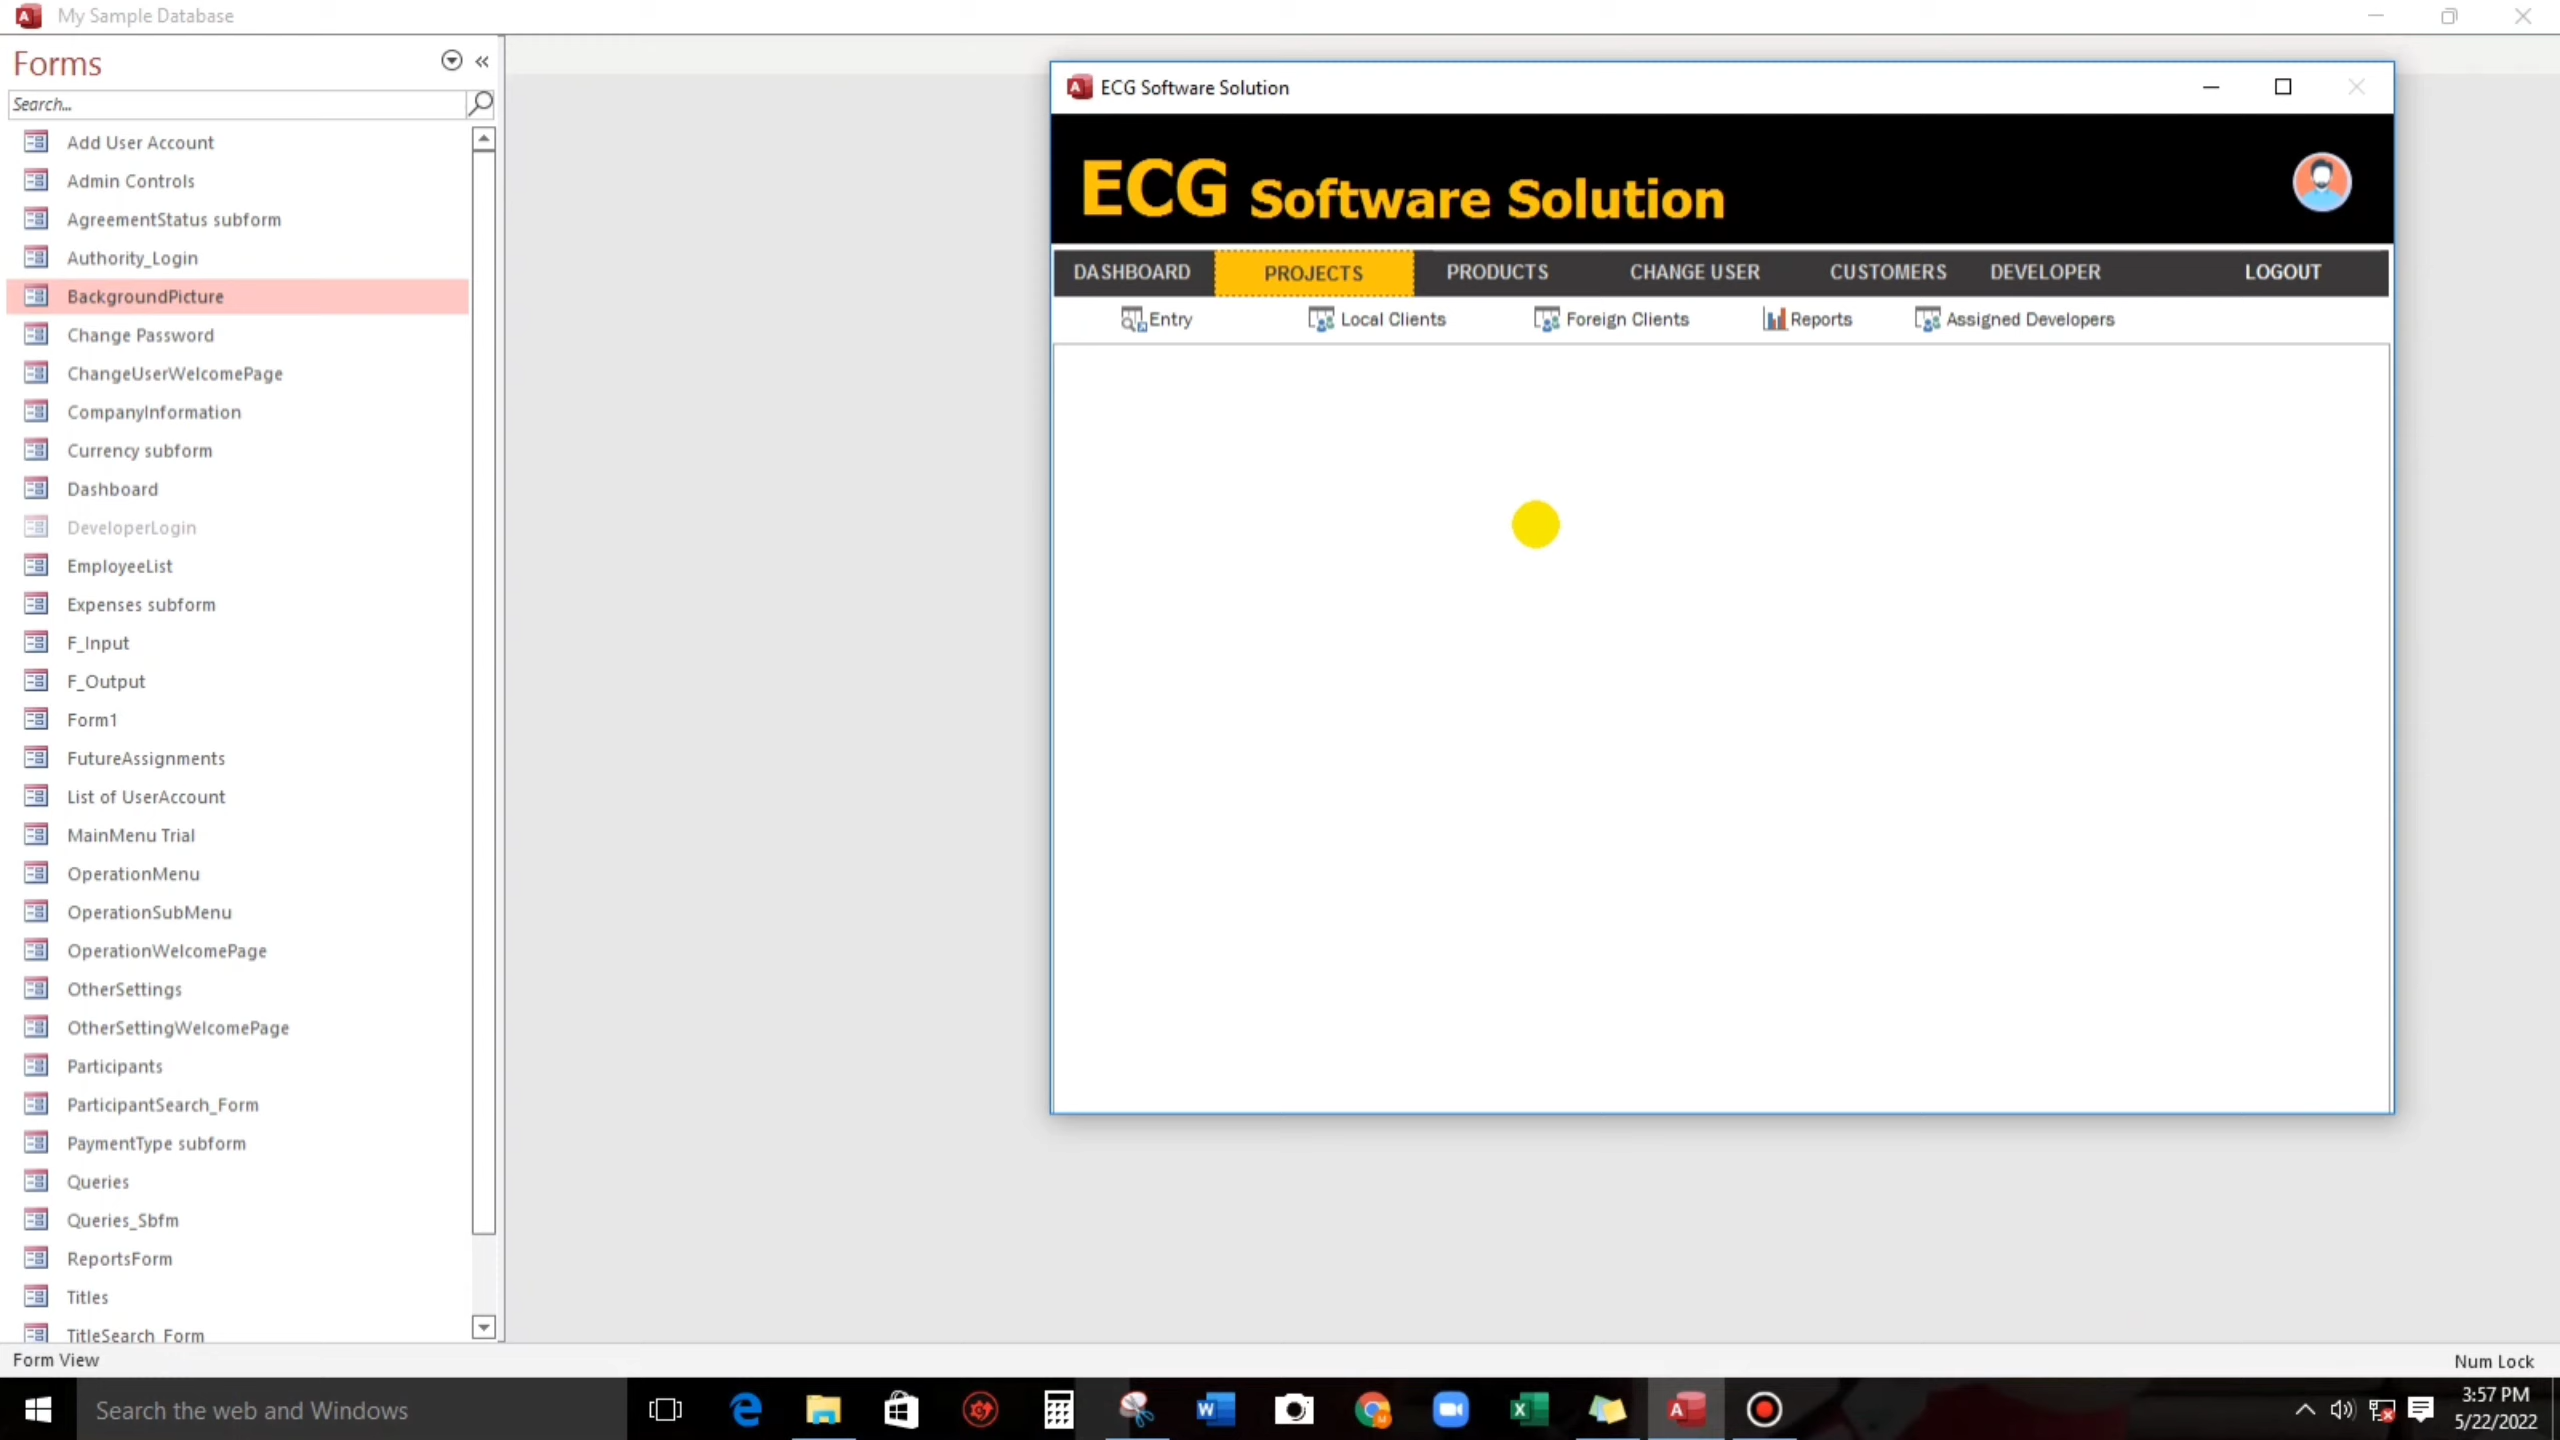 My Sample Database
Forms
Search...
Add User Account
Admin Controls
AgreementStatus subform
Authority_Login
BackgroundPicture
Change Password
ChangeUserWelcomePage
CompanyInformation
Currency subform
Dashboard
DeveloperLogin
EmployeeList
Expenses subform
F_Input
F_Output
Form1
FutureAssignments
List of UserAccount
MainMenu Trial
OperationMenu
OperationSubMenu
OperationWelcomePage
OtherSettings
OtherSettingWelcomePage
Participants
ParticipantSearch_Form
PaymentType subform
Queries
Queries_Sbfm
ReportsForm
Titles
TitleSearch_Form
ECG Software Solution
ECG Software Solution
DASHBOARD PROJECTS PRODUCTS CHANGE USER CUSTOMERS DEVELOPER LOGOUT
Entry Local Clients Foreign Clients Reports Assigned Developers
Form View
Num Lock
Search the web and Windows
3:57 PM
5/22/2022